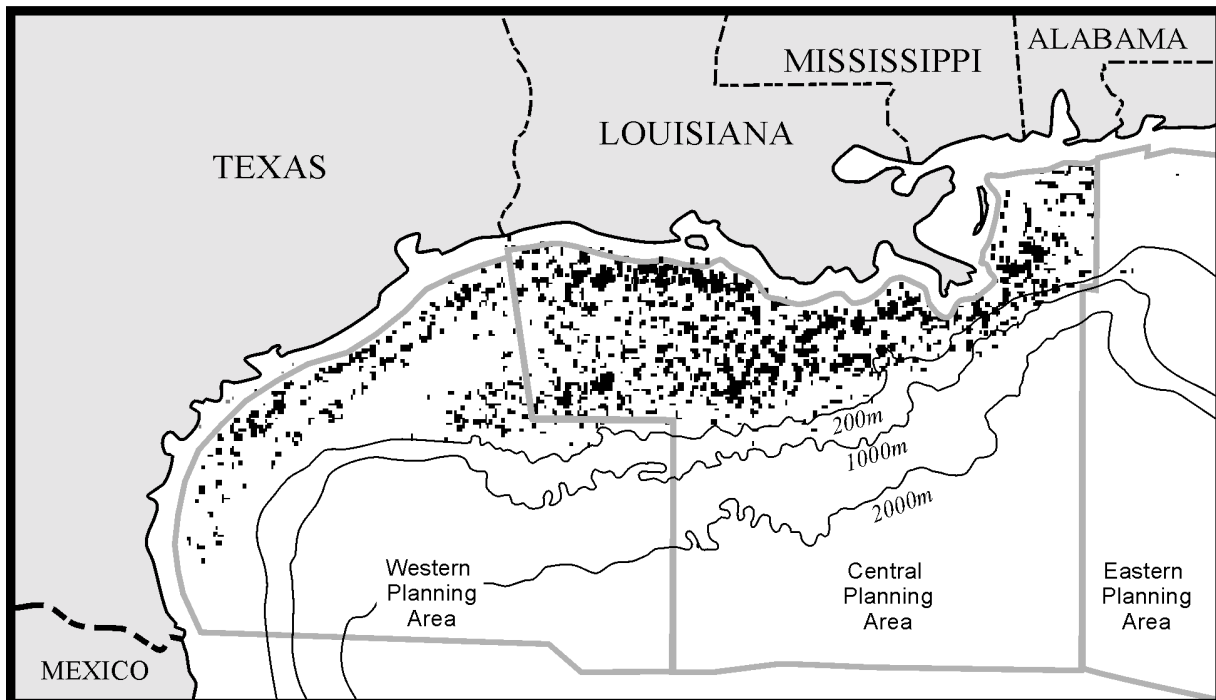 ALABAMA
MISSISSIPPI
LOUISIANA
TEXAS
200m
1000m
2000m
Western
Planning
Area
Central
Planning
Area
Eastern
Planning
Area
MEXICO